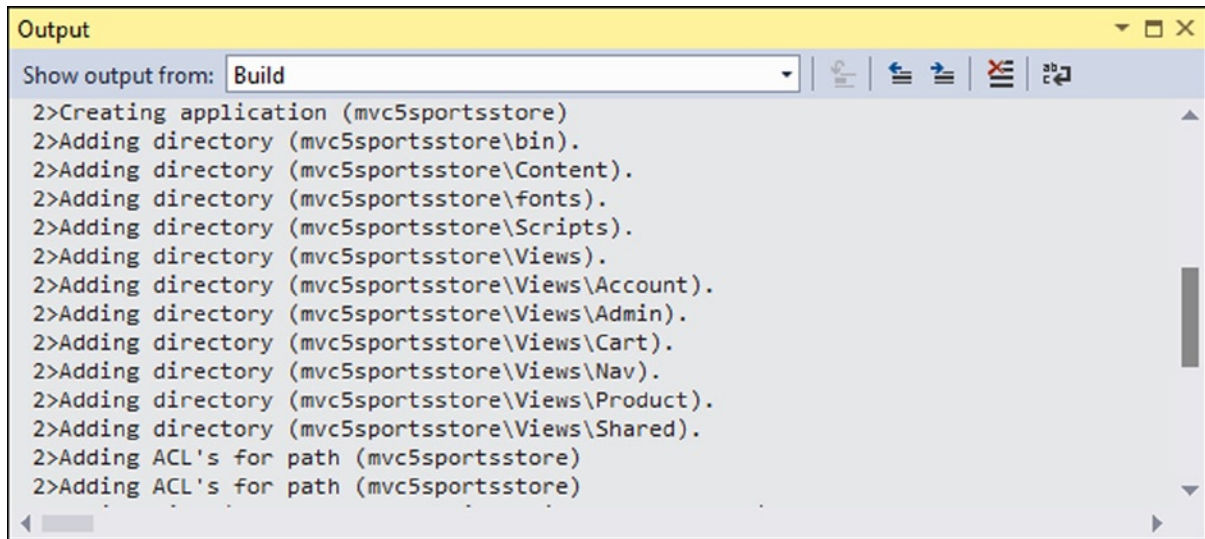 Output
Show output from: Build
2>Creating application (mvc5sportsstore)
2>Adding directory (mvc5sportsstore\bin).
2>Adding directory (mvc5sportsstore\Content).
2>Adding directory (mvc5sportsstore\fonts).
2>Adding directory (mvc5sportsstore\Scripts).
2>Adding directory (mvc5sportsstore\Views).
2>Adding directory (mvc5sportsstore\Views\Account).
2>Adding directory (mvc5sportsstore\Views\Admin).
2>Adding directory (mvc5sportsstore\Views\Cart).
2>Adding directory (mvc5sportsstore\Views\Nav).
2>Adding directory (mvc5sportsstore\Views\Product).
2>Adding directory (mvc5sportsstore\Views\Shared).
2>Adding ACL's for path (mvc5sportsstore)
2>Adding ACL's for path (mvc5sportsstore)